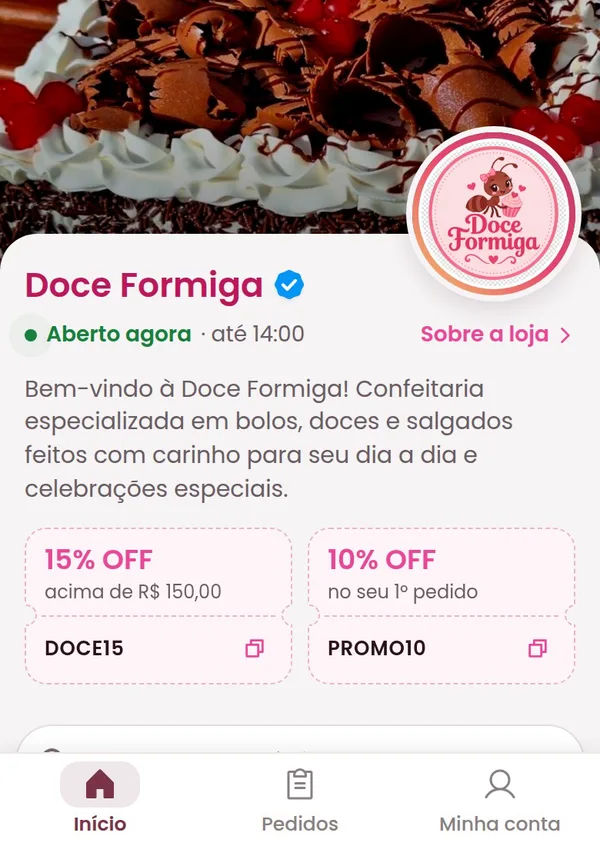 Doce
Formiga
Doce Formiga
Aberto agora · até 14:00
Sobre a loja
Bem-vindo à Doce Formiga! Confeitaria
especializada em bolos, doces e salgados
feitos com carinho para seu dia a dia e
celebrações especiais.
15% OFF
acima de R$ 150,00
DOCE15
10% OFF
no seu 1º pedido
PROMO10
Início
Pedidos
Minha conta